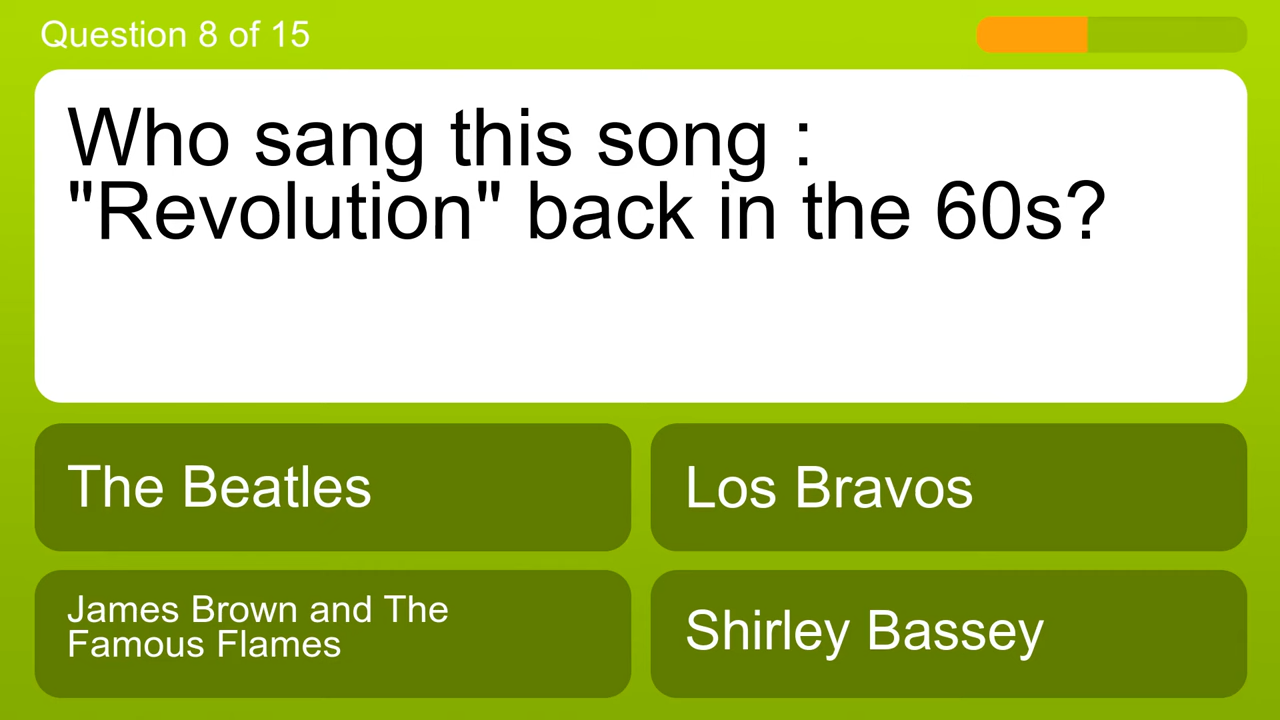 Question 8 of 15
Who sang this song :
"Revolution" back in the 60s?
The Beatles
Los Bravos
James Brown and The
Famous Flames
Shirley Bassey